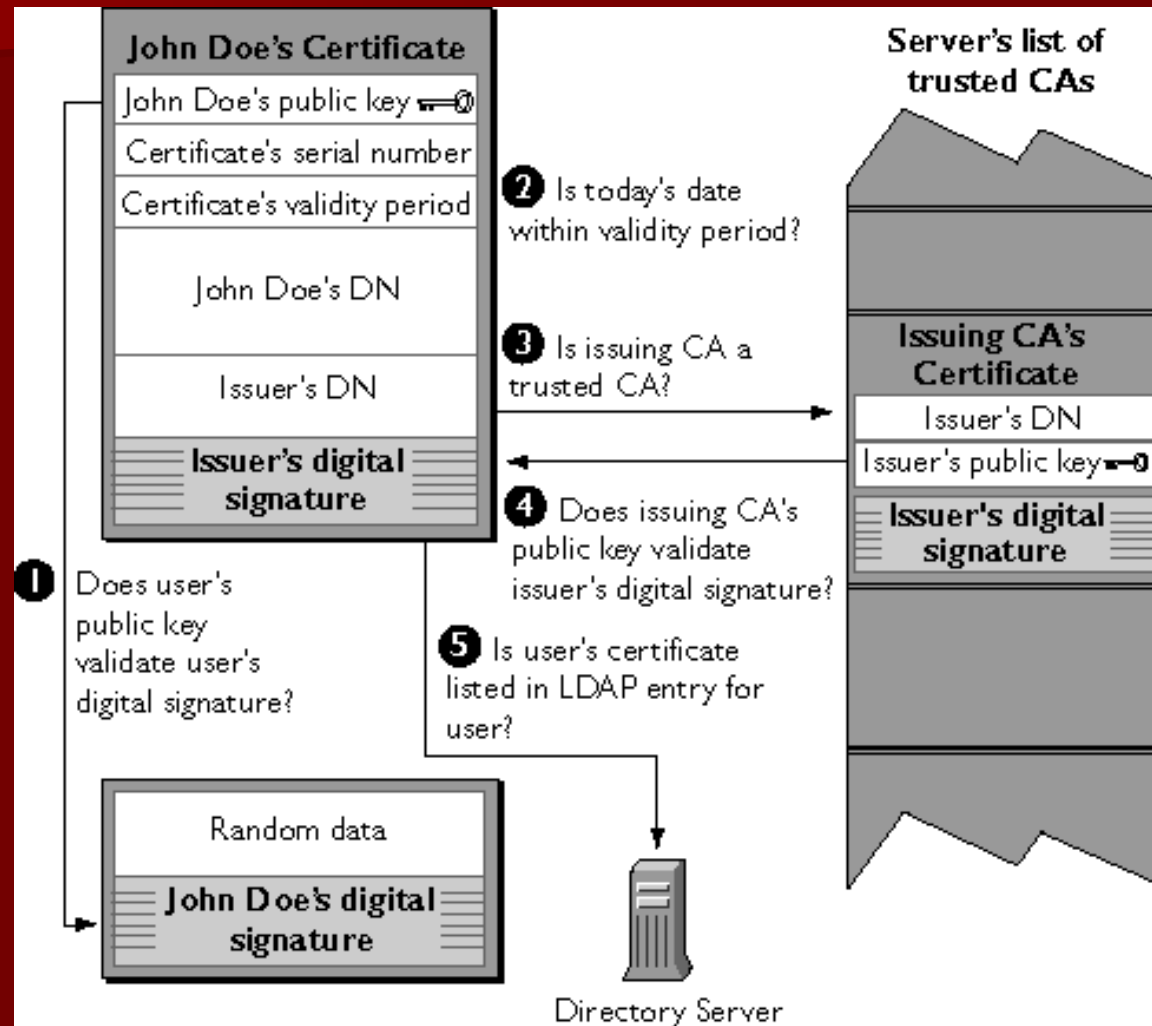 John Doe's Certificate
John Doe's public key
Certificate's serial number
Certificate's validity period
John Doe's DN
Issuer's DN
Issuer's digital
signature
Server's list of
trusted CAs
2 Is today's date
within validity period?
3 Is issuing CA a
trusted CA?
Issuing CA's
Certificate
Issuer's DN
Issuer's public key
Issuer's digital
signature
4 Does issuing CA's
public key validate
issuer's digital signature?
1 Does user's
public key
validate user's
digital signature?
5 Is user's certificate
listed in LDAP entry for
user?
Random data
John Doe's digital
signature
Directory Server